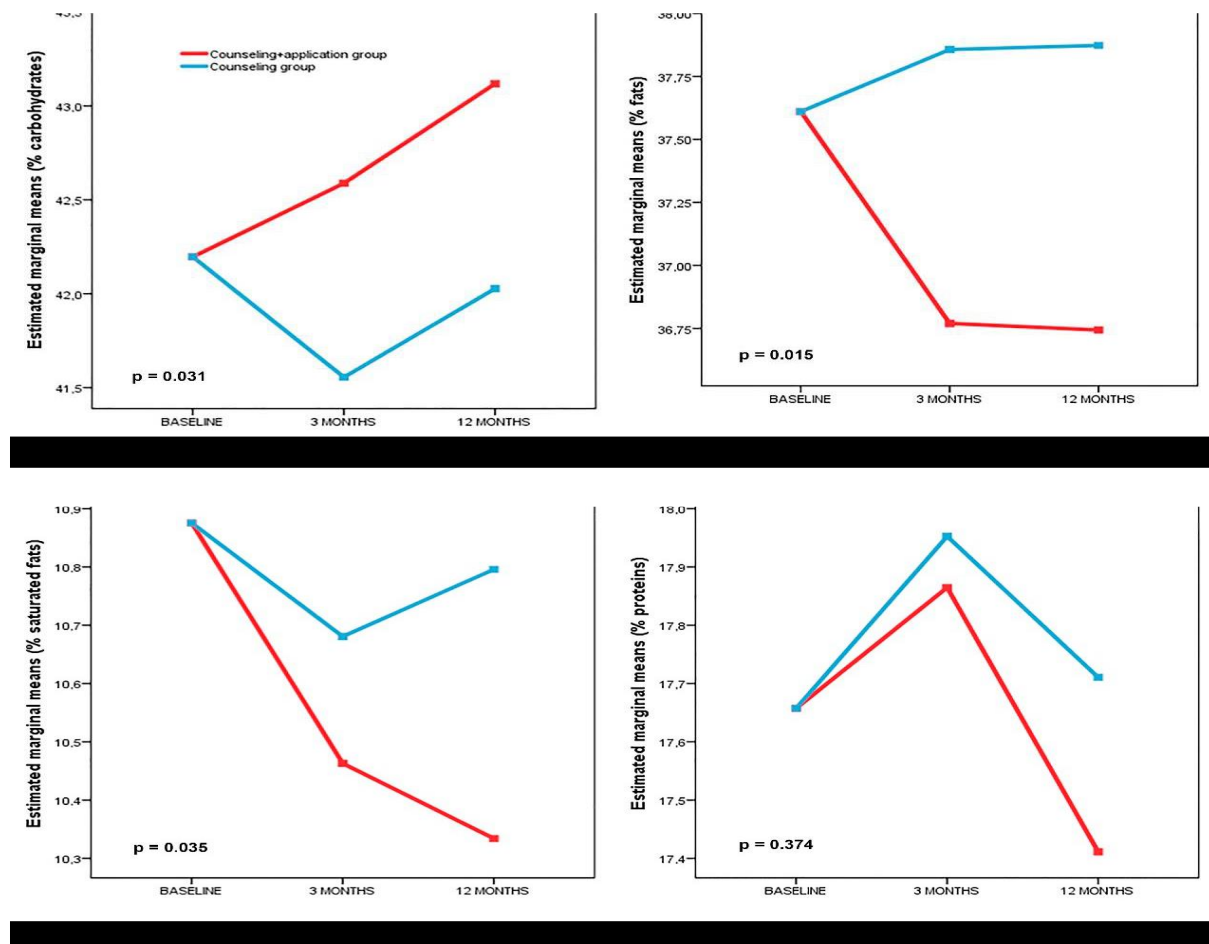 43,5
Counseling+application group
Counseling group
43,0
42,5
42,0
41,5
Estimated marginal means (% carbohydrates)
p = 0.031
BASELINE 3 MONTHS 12 MONTHS
38,00
37,75
37,50
37,25
37,00
36,75
Estimated marginal means (% fats)
p = 0.015
BASELINE 3 MONTHS 12 MONTHS
10,9
10,8
10,7
10,6
10,5
10,4
10,3
Estimated marginal means (% saturated fats)
p = 0.035
BASELINE 3 MONTHS 12 MONTHS
18,0
17,9
17,8
17,7
17,6
17,5
17,4
Estimated marginal means (% proteins)
p = 0.374
BASELINE 3 MONTHS 12 MONTHS